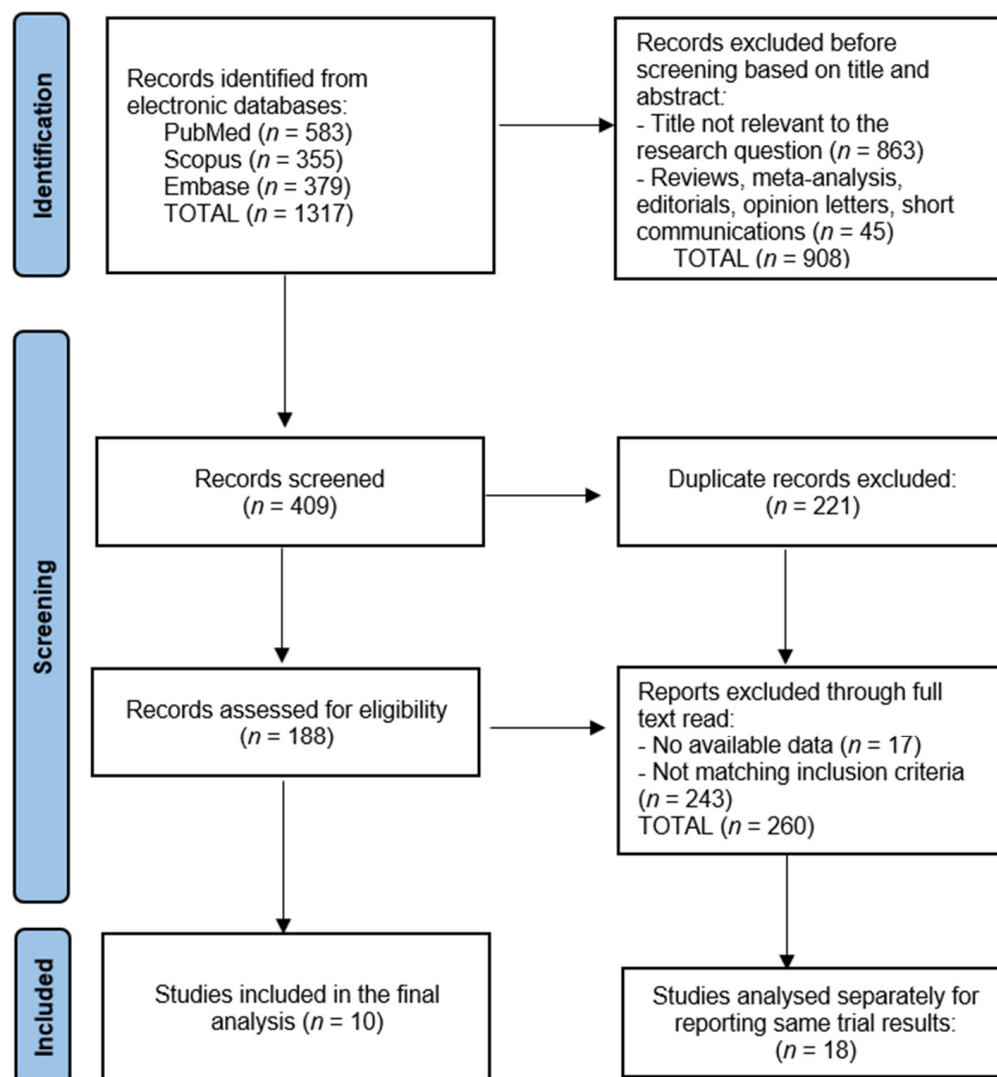 Identification
Records identified from
electronic databases:
PubMed (n = 583)
Scopus (n = 355)
Embase (n = 379)
TOTAL (n = 1317)
Records excluded before
screening based on title and
abstract:
- Title not relevant to the
research question (n = 863)
- Reviews, meta-analysis,
editorials, opinion letters, short
communications (n = 45)
TOTAL (n = 908)
Screening
Records screened
(n = 409)
Duplicate records excluded:
(n = 221)
Records assessed for eligibility
(n = 188)
Reports excluded through full
text read:
- No available data (n = 17)
- Not matching inclusion criteria
(n = 243)
TOTAL (n = 260)
Included
Studies included in the final
analysis (n = 10)
Studies analysed separately for
reporting same trial results:
(n = 18)